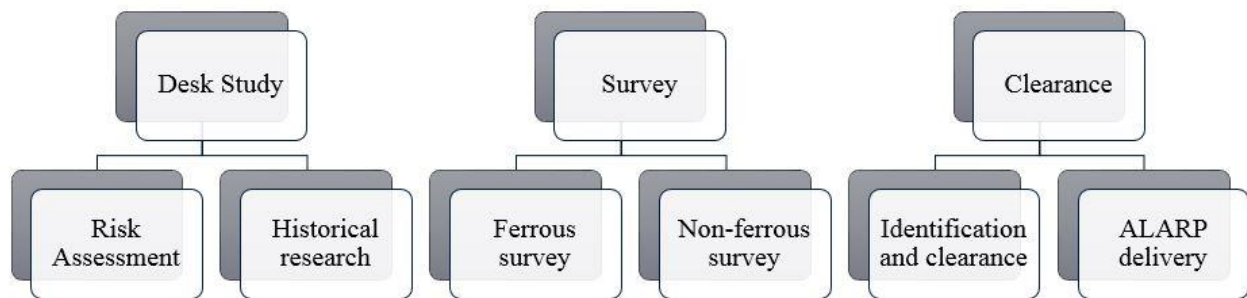 Desk Study
Survey
Clearance
Risk
Assessment
Historical
research
Ferrous
survey
Non-ferrous
survey
Identification
and clearance
ALARP
delivery